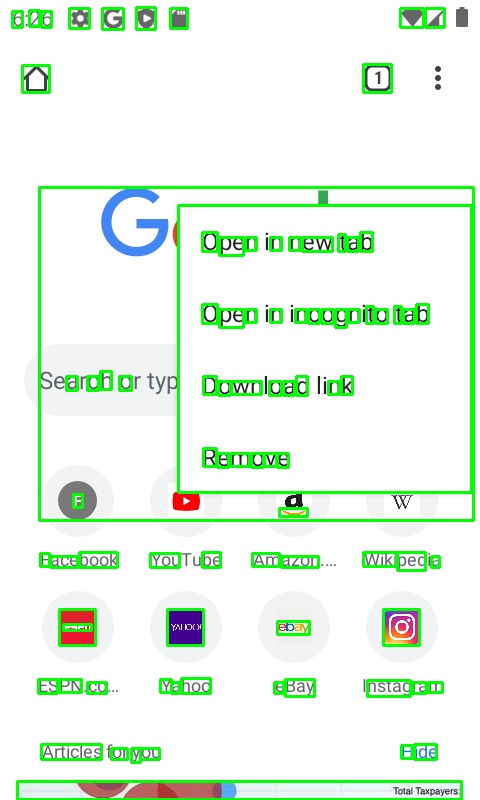 6:26
1
G
Open in new tab
Open in incognito tab
Search or typ
Download link
Remove
F
a
W
Facebook
YouTube
Amazon....
Wikipedia
YAHOO!
ebay
ESPN.co...
Yahoo
eBay
Instagram
Articles for you
Hide
Total Taxpayers: